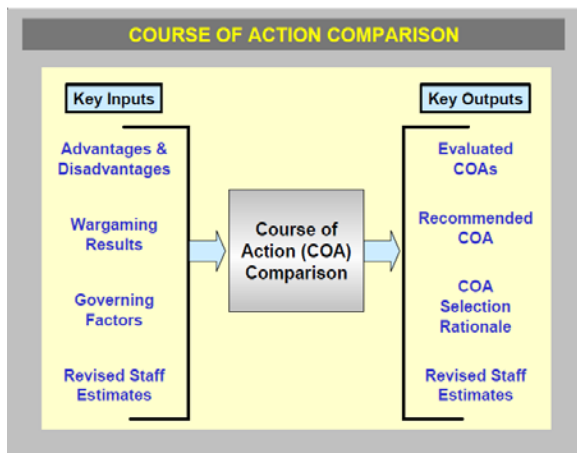 COURSE OF ACTION COMPARISON
Key Inputs
Advantages &
Disadvantages
Wargaming
Results
Governing
Factors
Revised Staff
Estimates
Course of
Action (COA)
Comparison
Key Outputs
Evaluated
COAs
Recommended
COA
COA
Selection
Rationale
Revised Staff
Estimates